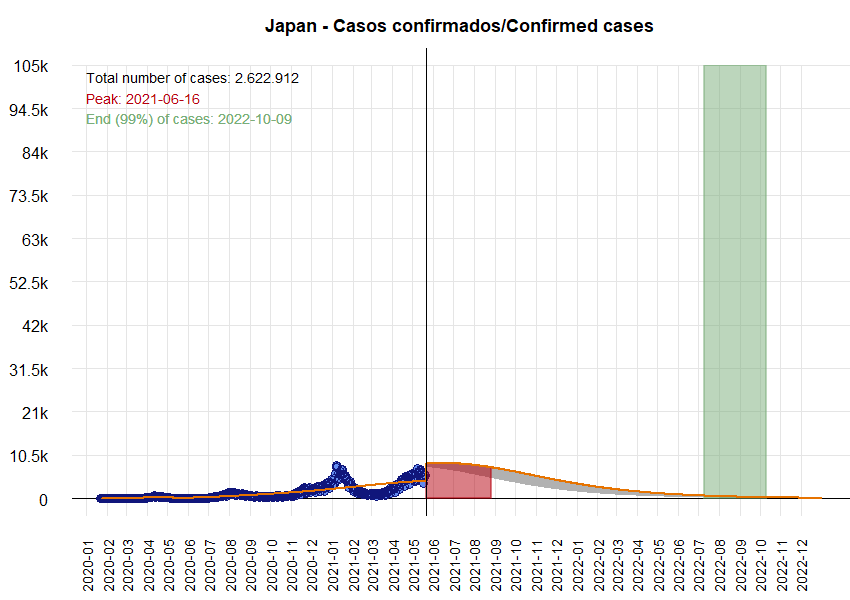 Japan - Casos confirmados/Confirmed cases
105k
Total number of cases: 2.622.912
Peak: 2021-06-16
94.5k
End (99%) of cases: 2022-10-09
84k
73.5k
63k
52.5k
42k
31.5k
21k
10.5k
0
2020-01
2020-02
2020-03
2020-04
2020-05
2020-06
2020-07
2020-08
2020-09
2020-10
2020-11
2020-12
2021-01
2021-02
2021-03
2021-04
2021-05
2021-06
2021-07
2021-08
2021-09
2021-10
2021-11
2021-12
2022-01
2022-02
2022-03
2022-04
2022-05
2022-06
2022-07
2022-08
2022-09
2022-10
2022-11
2022-12